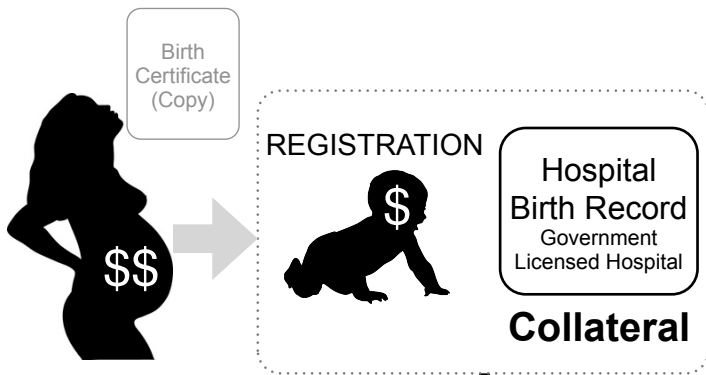 Birth
Certificate
(Copy)
REGISTRATION
Hospital
Birth Record
Government
Licensed Hospital
$
$$
Collateral